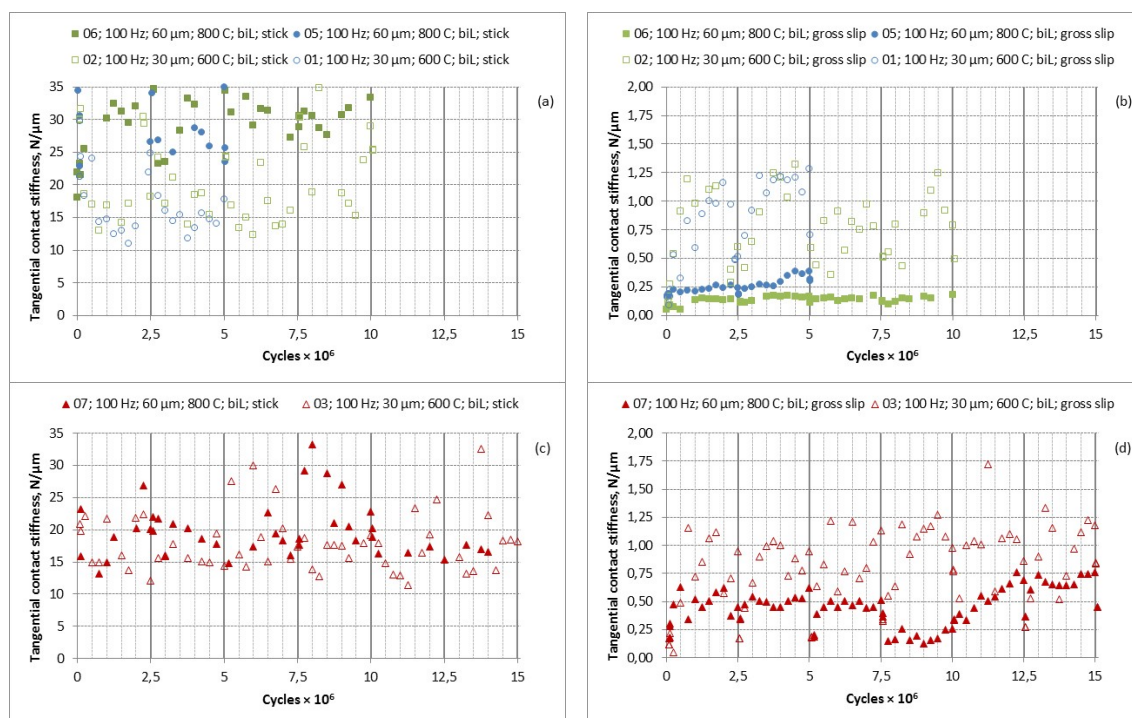 06; 100 Hz; 60 µm; 800 C; biL; stick 05; 100 Hz; 60 µm; 800 C; biL; stick
02; 100 Hz; 30 µm; 600 C; biL; stick 01; 100 Hz; 30 µm; 600 C; biL; stick
Tangential contact stiffness, N/µm
35
30
25
20
15
10
5
0
(a)
0 2,5 5 7,5 10 12,5 15
Cycles × 10⁶
06; 100 Hz; 60 µm; 800 C; biL; gross slip 05; 100 Hz; 60 µm; 800 C; biL; gross slip
02; 100 Hz; 30 µm; 600 C; biL; gross slip 01; 100 Hz; 30 µm; 600 C; biL; gross slip
Tangential contact stiffness, N/µm
2,00
1,75
1,50
1,25
1,00
0,75
0,50
0,25
0,00
(b)
0 2,5 5 7,5 10 12,5 15
Cycles × 10⁶
07; 100 Hz; 60 µm; 800 C; biL; stick 03; 100 Hz; 30 µm; 600 C; biL; stick
Tangential contact stiffness, N/µm
35
30
25
20
15
10
5
0
(c)
0 2,5 5 7,5 10 12,5 15
Cycles × 10⁶
07; 100 Hz; 60 µm; 800 C; biL; gross slip 03; 100 Hz; 30 µm; 600 C; biL; gross slip
Tangential contact stiffness, N/µm
2,00
1,75
1,50
1,25
1,00
0,75
0,50
0,25
0,00
(d)
0 2,5 5 7,5 10 12,5 15
Cycles × 10⁶